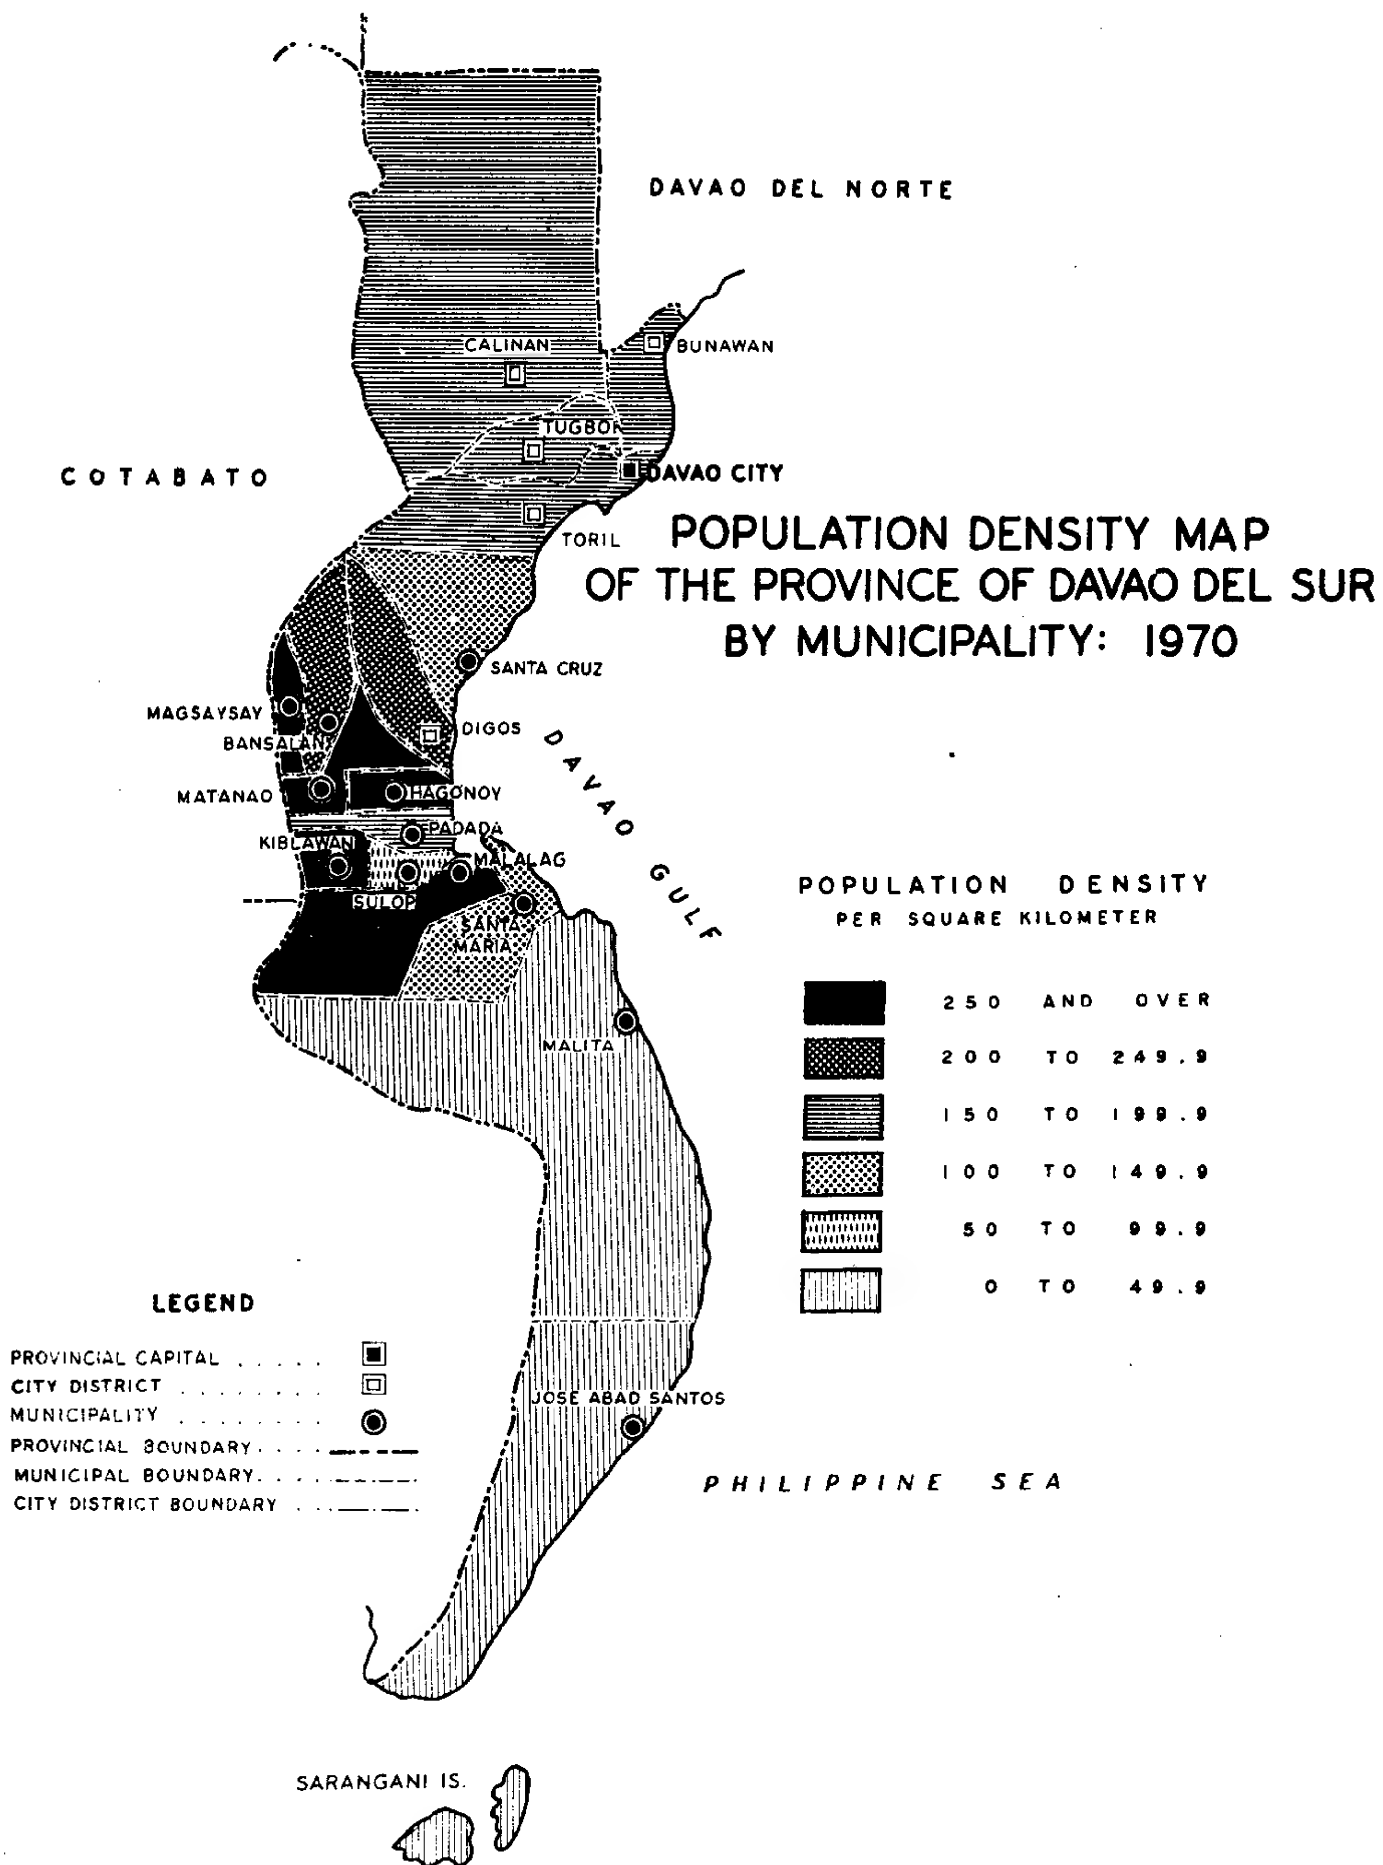 DAVAO DEL NORTE
CALINAN
BUNAWAN
TUGBOK
COTABATO
DAVAO CITY
TORIL
POPULATION DENSITY MAP
OF THE PROVINCE OF DAVAO DEL SUR
BY MUNICIPALITY: 1970
SANTA CRUZ
MAGSAYSAY
BANSALAN
DIGOS
DAVAO GULF
MATANAO
HAGONOY
PADADA
KIBLAWAN
MALALAG
SULOP
SANTA
MARIA
POPULATION DENSITY
PER SQUARE KILOMETER
250 AND OVER
200 TO 249.9
150 TO 199.9
100 TO 149.9
50 TO 99.9
0 TO 49.9
MALITA
LEGEND
PROVINCIAL CAPITAL . . . . .
CITY DISTRICT . . . . . . . .
MUNICIPALITY . . . . . . . .
PROVINCIAL BOUNDARY . . . .
MUNICIPAL BOUNDARY. . . .
CITY DISTRICT BOUNDARY . . .
JOSE ABAD SANTOS
PHILIPPINE SEA
SARANGANI IS.